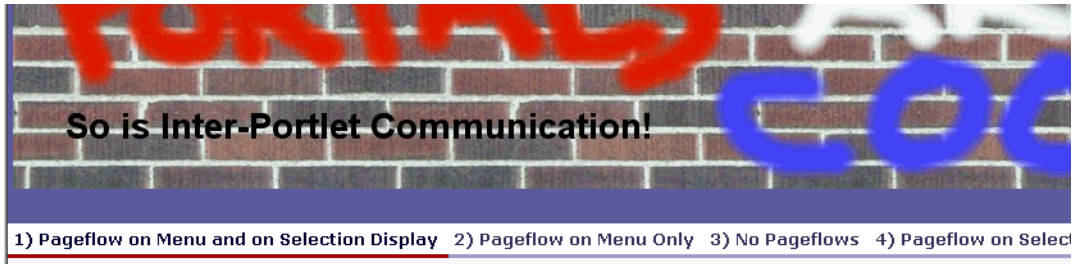 PORTALS
So is Inter-Portlet Communication!
1) Pageflow on Menu and on Selection Display 2) Pageflow on Menu Only 3) No Pageflows 4) Pageflow on